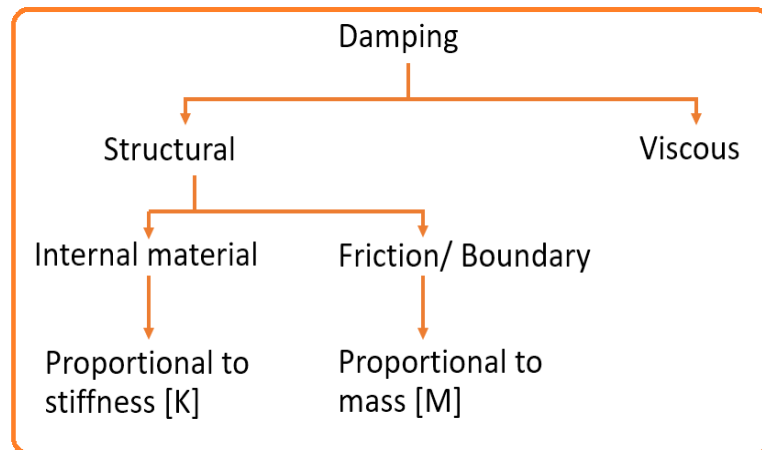 Damping
Structural
Viscous
Internal material
Friction/ Boundary
Proportional to
stiffness [K]
Proportional to
mass [M]